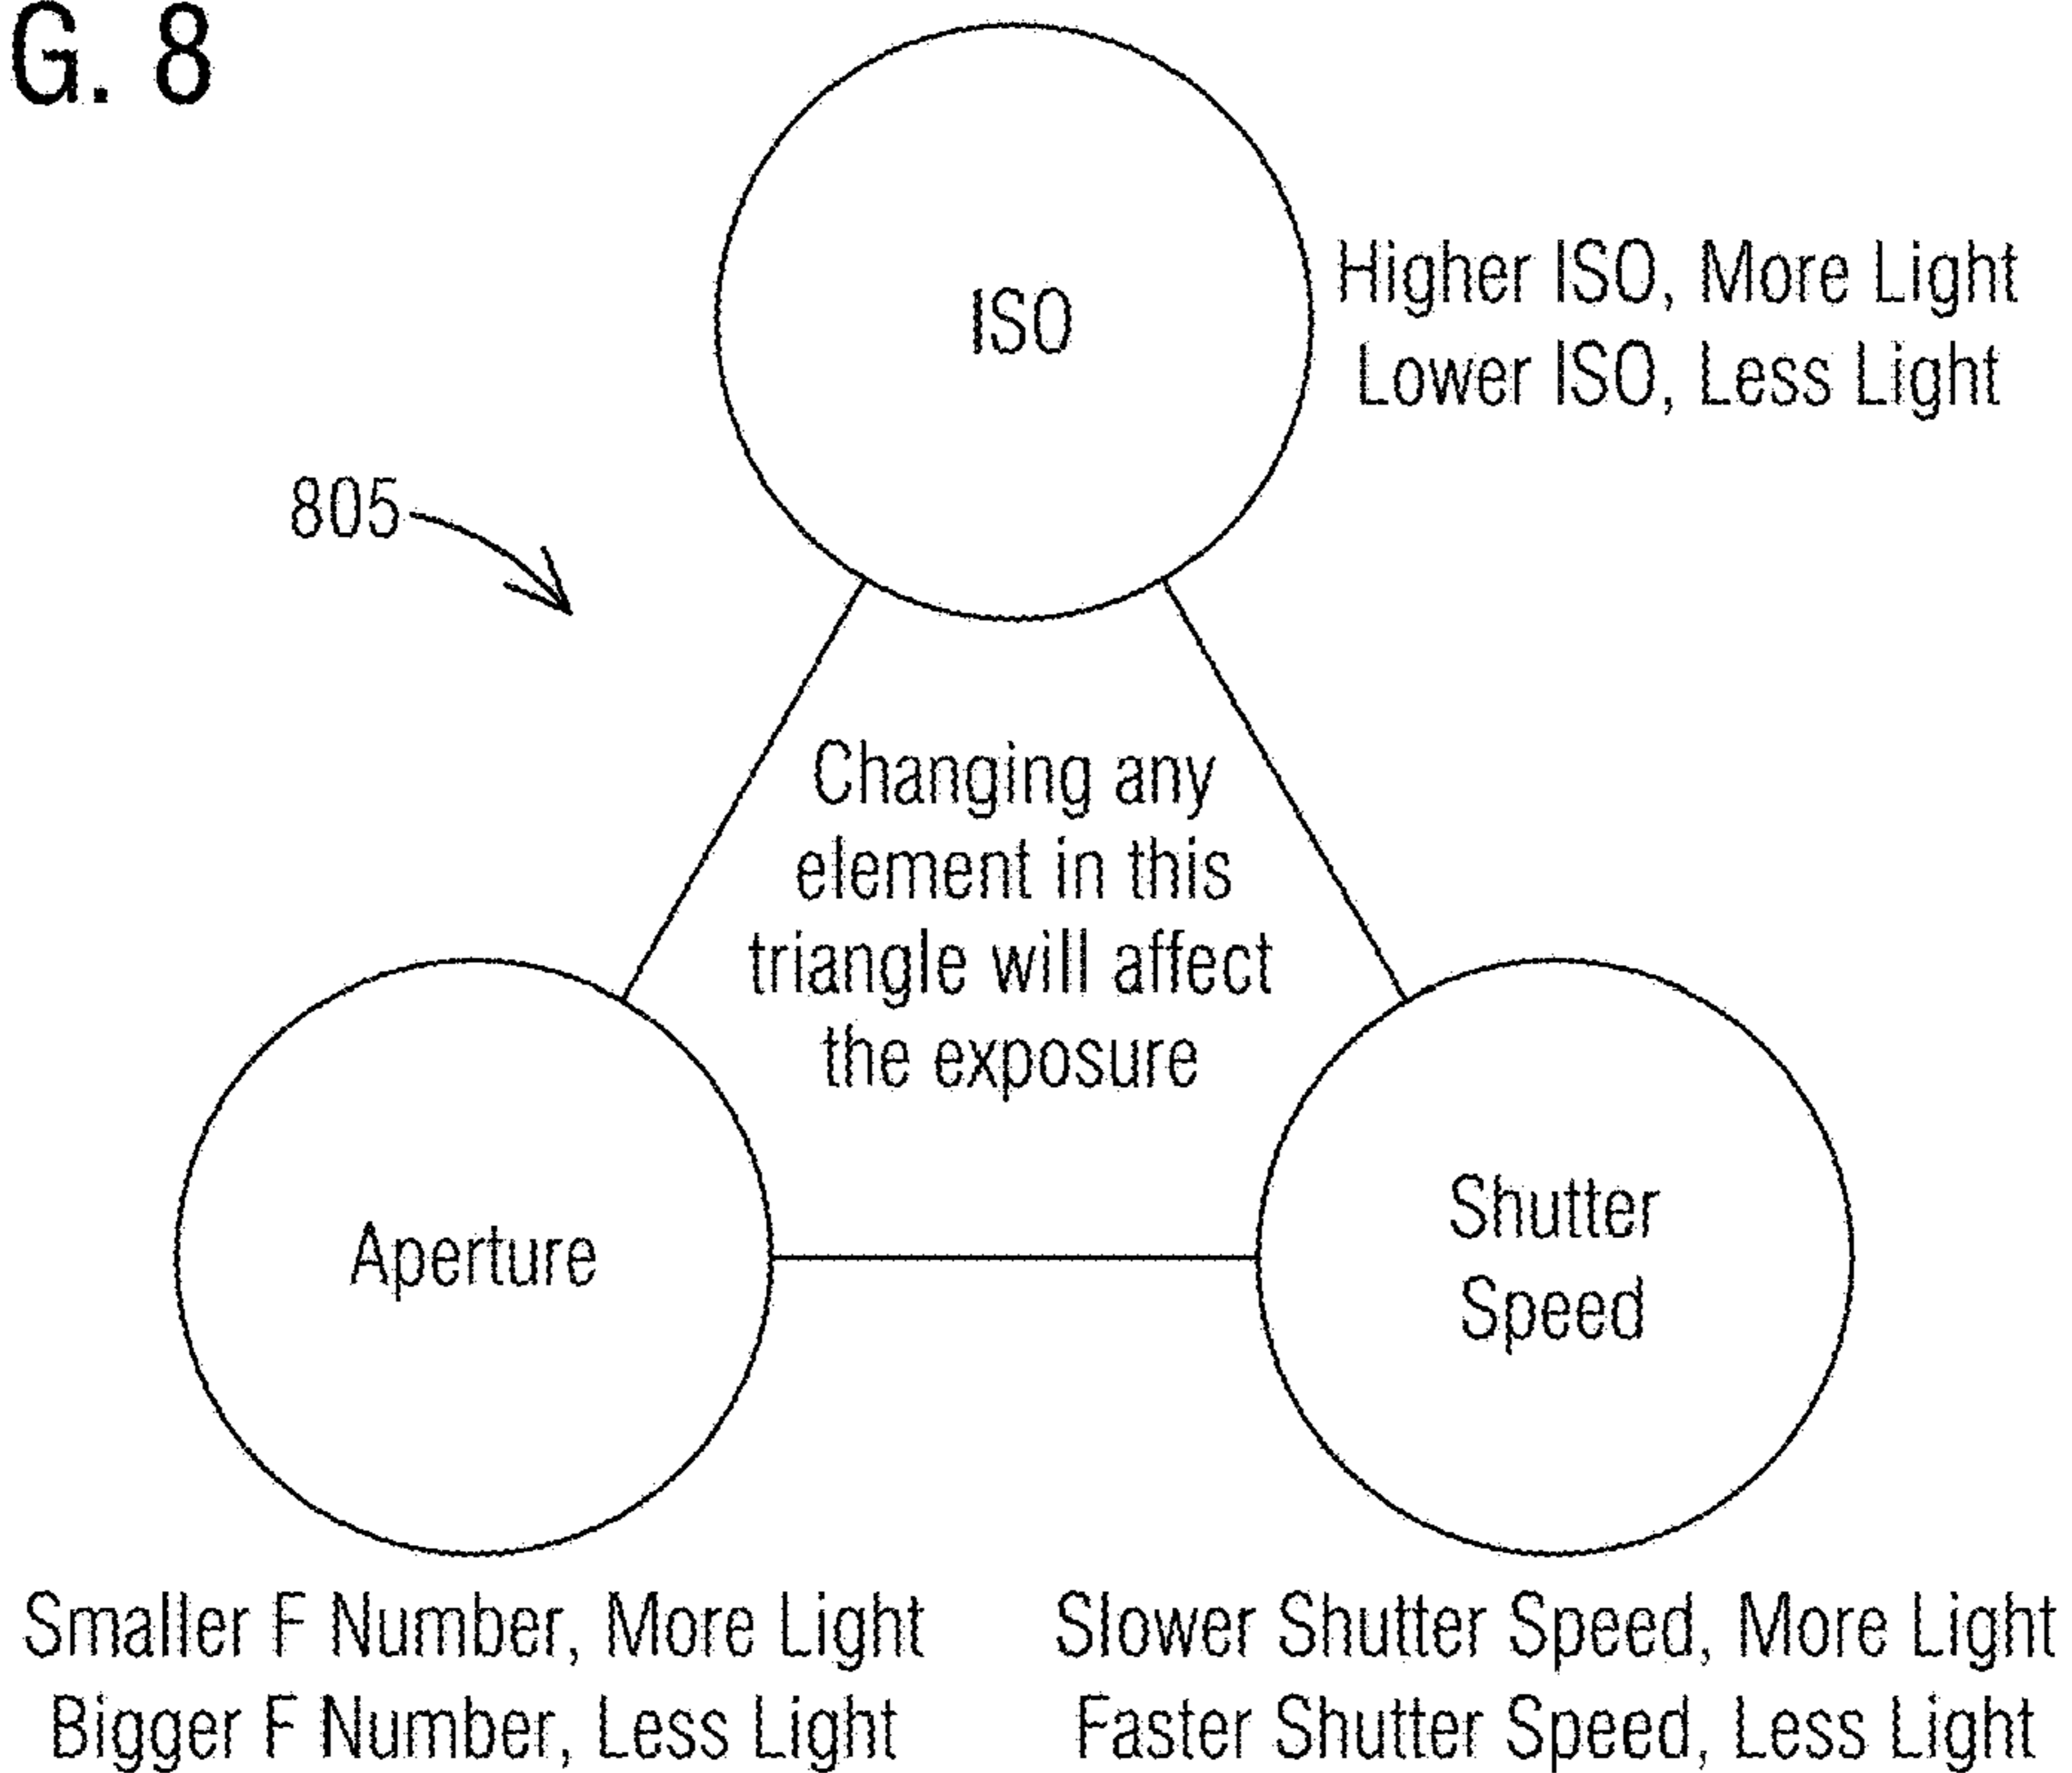 G. 8
ISO
Higher ISO, More Light
Lower ISO, Less Light
805
Changing any
element in this
triangle will affect
the exposure
Aperture
Shutter
Speed
Smaller F Number, More Light
Bigger F Number, Less Light
Slower Shutter Speed, More Light
Faster Shutter Speed, Less Light